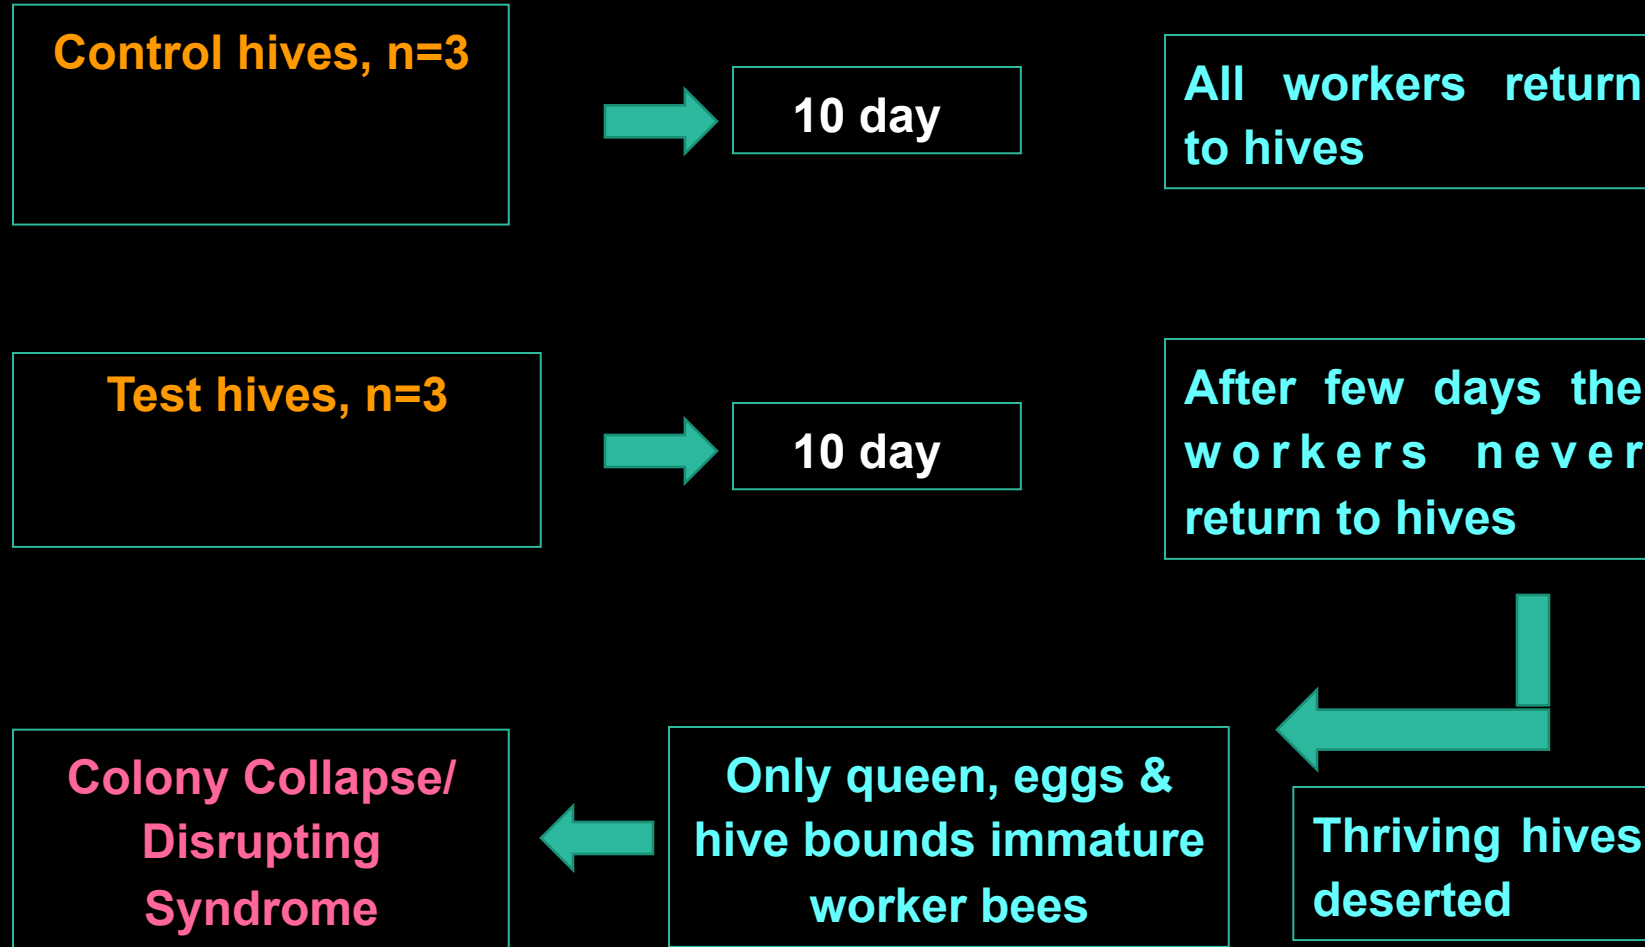 Control hives, n=3
10 day
All workers return
to hives
Test hives, n=3
10 day
After few days the
workers never
return to hives
Colony Collapse/
Disrupting
Syndrome
Only queen, eggs &
hive bounds immature
worker bees
Thriving hives
deserted